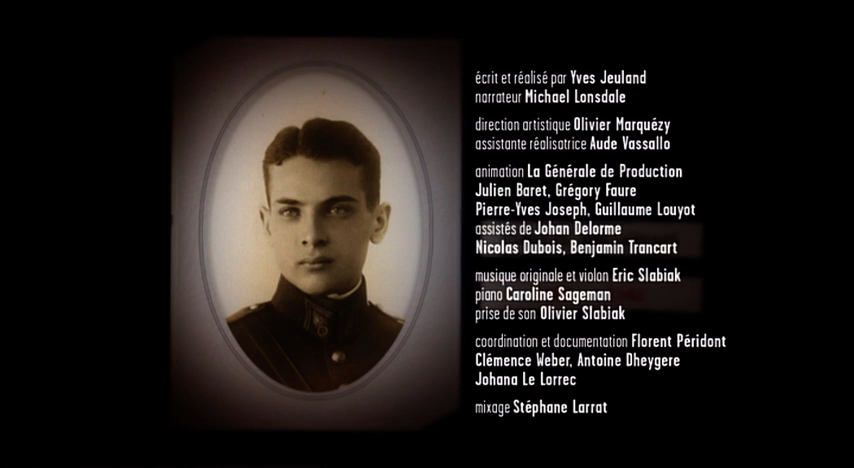 écrit et réalisé par Yves Jeuland
narrateur Michael Lonsdale
direction artistique Olivier Marquézy
assistante réalisatrice Aude Vassallo
animation La Générale de Production
Julien Baret, Grégory Faure
Pierre-Yves Joseph, Guillaume Louyot
assistés de Johan Delorme
Nicolas Dubois, Benjamin Trancart
musique originale et violon Eric Slabiak
piano Caroline Sageman
prise de son Olivier Slabiak
coordination et documentation Florent Péridont
Clémence Weber, Antoine Dheygere
Johana Le Lorrec
mixage Stéphane Larrat